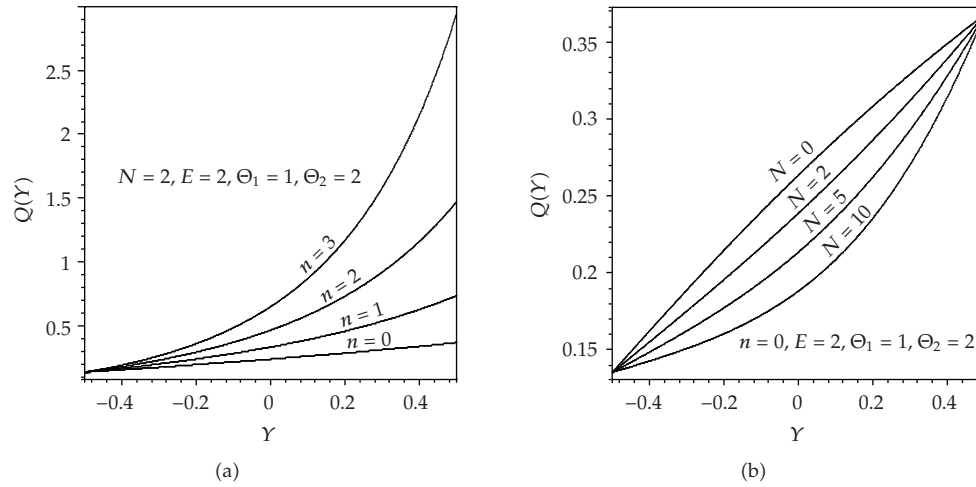 2.5
2
1.5
1
0.5
Q(Y)
N = 2, E = 2, Θ₁ = 1, Θ₂ = 2
n = 3
n = 2
n = 1
n = 0
−0.4 −0.2 0 0.2 0.4
Y
(a)
0.35
0.3
0.25
0.2
0.15
Q(Y)
N = 0
N = 2
N = 5
N = 10
n = 0, E = 2, Θ₁ = 1, Θ₂ = 2
−0.4 −0.2 0 0.2 0.4
Y
(b)